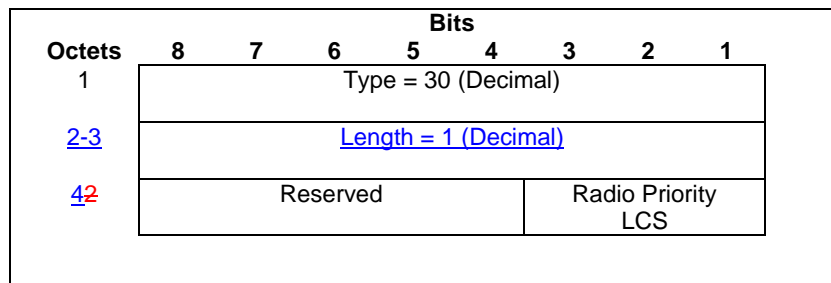 Bits
Octets 8 7 6 5 4 3 2 1
1 Type = 30 (Decimal)
2-3 Length = 1 (Decimal)
42 Reserved Radio Priority
LCS